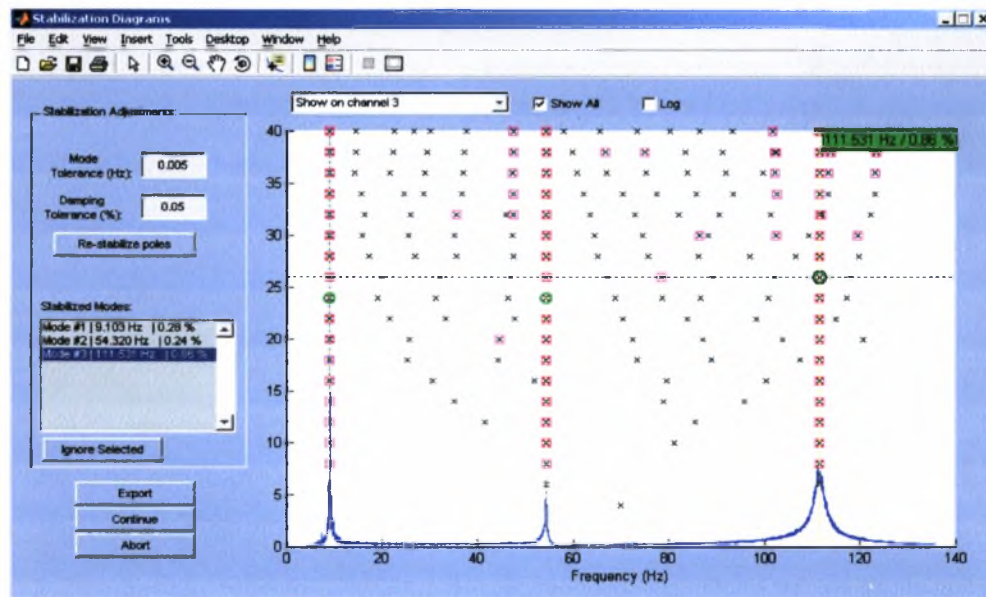 Stabilization Diagrams
File Edit View Insert Tools Desktop Window Help
Show on channel 3
Show All
Log
Stabilization Adjustments:
Mode
Tolerance (Hz):
0.005
Damping
Tolerance (%):
0.05
Re-stabilize poles
Stabilized Modes:
Mode #1 | 9.103 Hz | 0.28 %
Mode #2 | 54.320 Hz | 0.24 %
Mode #3 | 111.531 Hz | 0.86 %
Ignore Selected
Export
Continue
Abort
111.531 Hz / 0.86 %
40
35
30
25
20
15
10
5
0
0 20 40 60 80 100 120 140
Frequency (Hz)